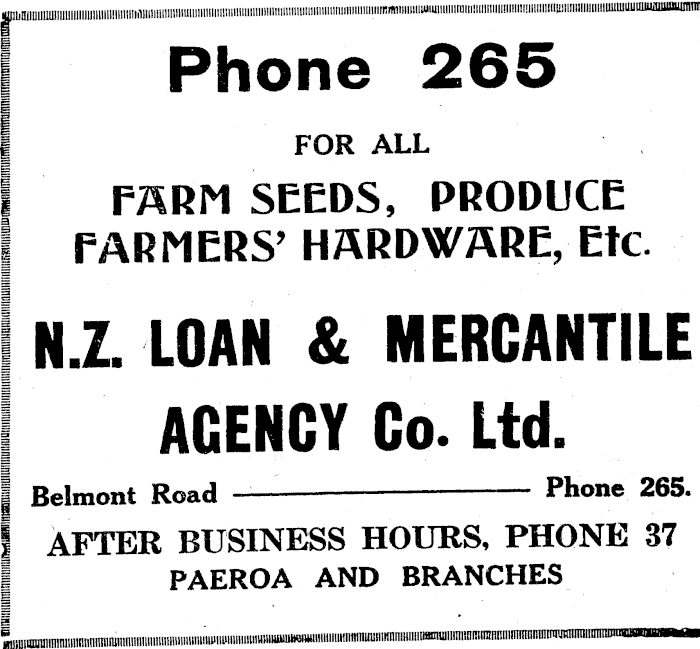 Phone 265
FOR ALL
FARM SEEDS, PRODUCE
FARMERS' HARDWARE, Etc.
N.Z. LOAN & MERCANTILE
AGENCY Co. Ltd.
Belmont Road ———— Phone 265.
AFTER BUSINESS HOURS, PHONE 37
PAEROA AND BRANCHES